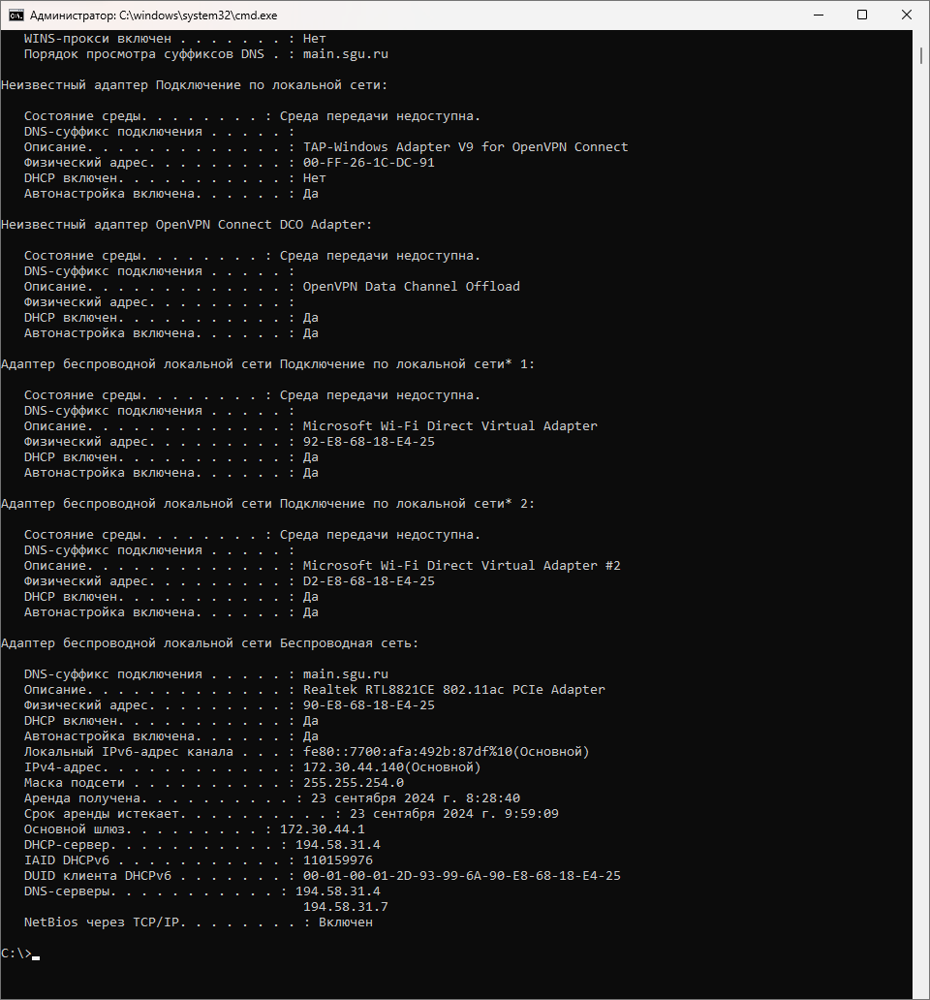 Администратор: C:\windows\system32\cmd.exe
WINS-прокси включен . . . . . . . : Нет
Порядок просмотра суффиксов DNS . : main.sgu.ru
Неизвестный адаптер Подключение по локальной сети:
Состояние среды. . . . . . . . : Среда передачи недоступна.
DNS-суффикс подключения . . . . . :
Описание. . . . . . . . . . . . . : TAP-Windows Adapter V9 for OpenVPN Connect
Физический адрес. . . . . . . . . : 00-FF-26-1C-DC-91
DHCP включен. . . . . . . . . . . : Нет
Автонастройка включена. . . . . . : Да
Неизвестный адаптер OpenVPN Connect DCO Adapter:
Состояние среды. . . . . . . . : Среда передачи недоступна.
DNS-суффикс подключения . . . . . :
Описание. . . . . . . . . . . . . : OpenVPN Data Channel Offload
Физический адрес. . . . . . . . . :
DHCP включен. . . . . . . . . . . : Да
Автонастройка включена. . . . . . : Да
Адаптер беспроводной локальной сети Подключение по локальной сети* 1:
Состояние среды. . . . . . . . : Среда передачи недоступна.
DNS-суффикс подключения . . . . . :
Описание. . . . . . . . . . . . . : Microsoft Wi-Fi Direct Virtual Adapter
Физический адрес. . . . . . . . . : 92-E8-68-18-E4-25
DHCP включен. . . . . . . . . . . : Да
Автонастройка включена. . . . . . : Да
Адаптер беспроводной локальной сети Подключение по локальной сети* 2:
Состояние среды. . . . . . . . : Среда передачи недоступна.
DNS-суффикс подключения . . . . . :
Описание. . . . . . . . . . . . . : Microsoft Wi-Fi Direct Virtual Adapter #2
Физический адрес. . . . . . . . . : D2-E8-68-18-E4-25
DHCP включен. . . . . . . . . . . : Да
Автонастройка включена. . . . . . : Да
Адаптер беспроводной локальной сети Беспроводная сеть:
DNS-суффикс подключения . . . . . : main.sgu.ru
Описание. . . . . . . . . . . . . : Realtek RTL8821CE 802.11ac PCIe Adapter
Физический адрес. . . . . . . . . : 90-E8-68-18-E4-25
DHCP включен. . . . . . . . . . . : Да
Автонастройка включена. . . . . . : Да
Локальный IPv6-адрес канала . . . : fe80::7700:afa:492b:87df%10(Основной)
IPv4-адрес. . . . . . . . . . . . : 172.30.44.140(Основной)
Маска подсети . . . . . . . . . . : 255.255.254.0
Аренда получена. . . . . . . . . . : 23 сентября 2024 г. 8:28:40
Срок аренды истекает. . . . . . . . . . : 23 сентября 2024 г. 9:59:09
Основной шлюз. . . . . . . . . : 172.30.44.1
DHCP-сервер. . . . . . . . . . . : 194.58.31.4
IAID DHCPv6 . . . . . . . . . . . : 110159976
DUID клиента DHCPv6 . . . . . . . : 00-01-00-01-2D-93-99-6A-90-E8-68-18-E4-25
DNS-серверы. . . . . . . . . . . : 194.58.31.4
194.58.31.7
NetBios через TCP/IP. . . . . . . . : Включен
C:\>